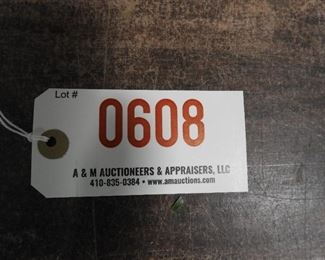 Lot #
0608
A & M AUCTIONEERS & APPRAISERS, LLC
410-835-0384 • www.amauctions.com